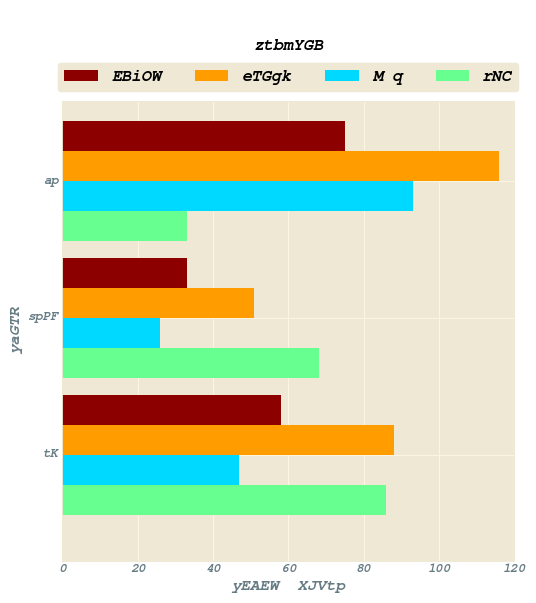 ztbmYGB
EBiOW eTGgk M q rNC
ap
spPF
tK
yaGTR
0 20 40 60 80 100 120
yEAEW XJVtp